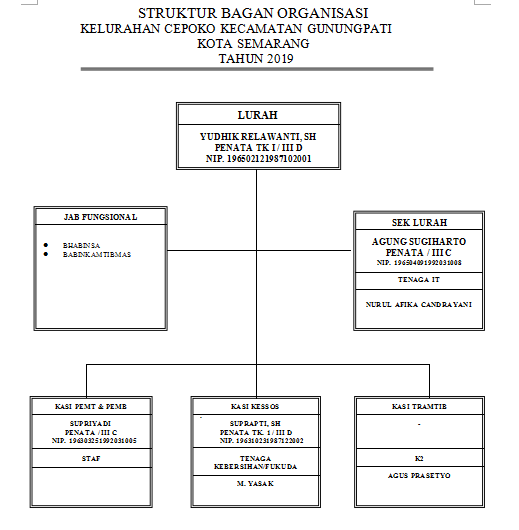 STRUKTUR BAGAN ORGANISASI
KELURAHAN CEPOKO KECAMATAN GUNUNGPATI
KOTA SEMARANG
TAHUN 2019
LURAH
YUDHIK RELAWANTI, SH
PENATA TK I / III D
NIP. 196502121987102001
JAB FUNGSIONAL
BHABINSA
BABINKAMTIBMAS
SEK LURAH
AGUNG SUGIHARTO
PENATA / III C
NIP. 196504091992031008
TENAGA IT
NURUL AFIKA CANDRAYANI
KASI PEMT & PEMB
SUPRIYADI
PENATA / III C
NIP. 196303251992031005
STAF
KASI KESSOS
SUPRAPTI, SH
PENATA TK. 1 / III D
NIP. 196310231987122002
TENAGA
KEBERSIHAN/FUKUDA
M. YASAK
KASI TRAMTIB
-
K2
AGUS PRASETYO